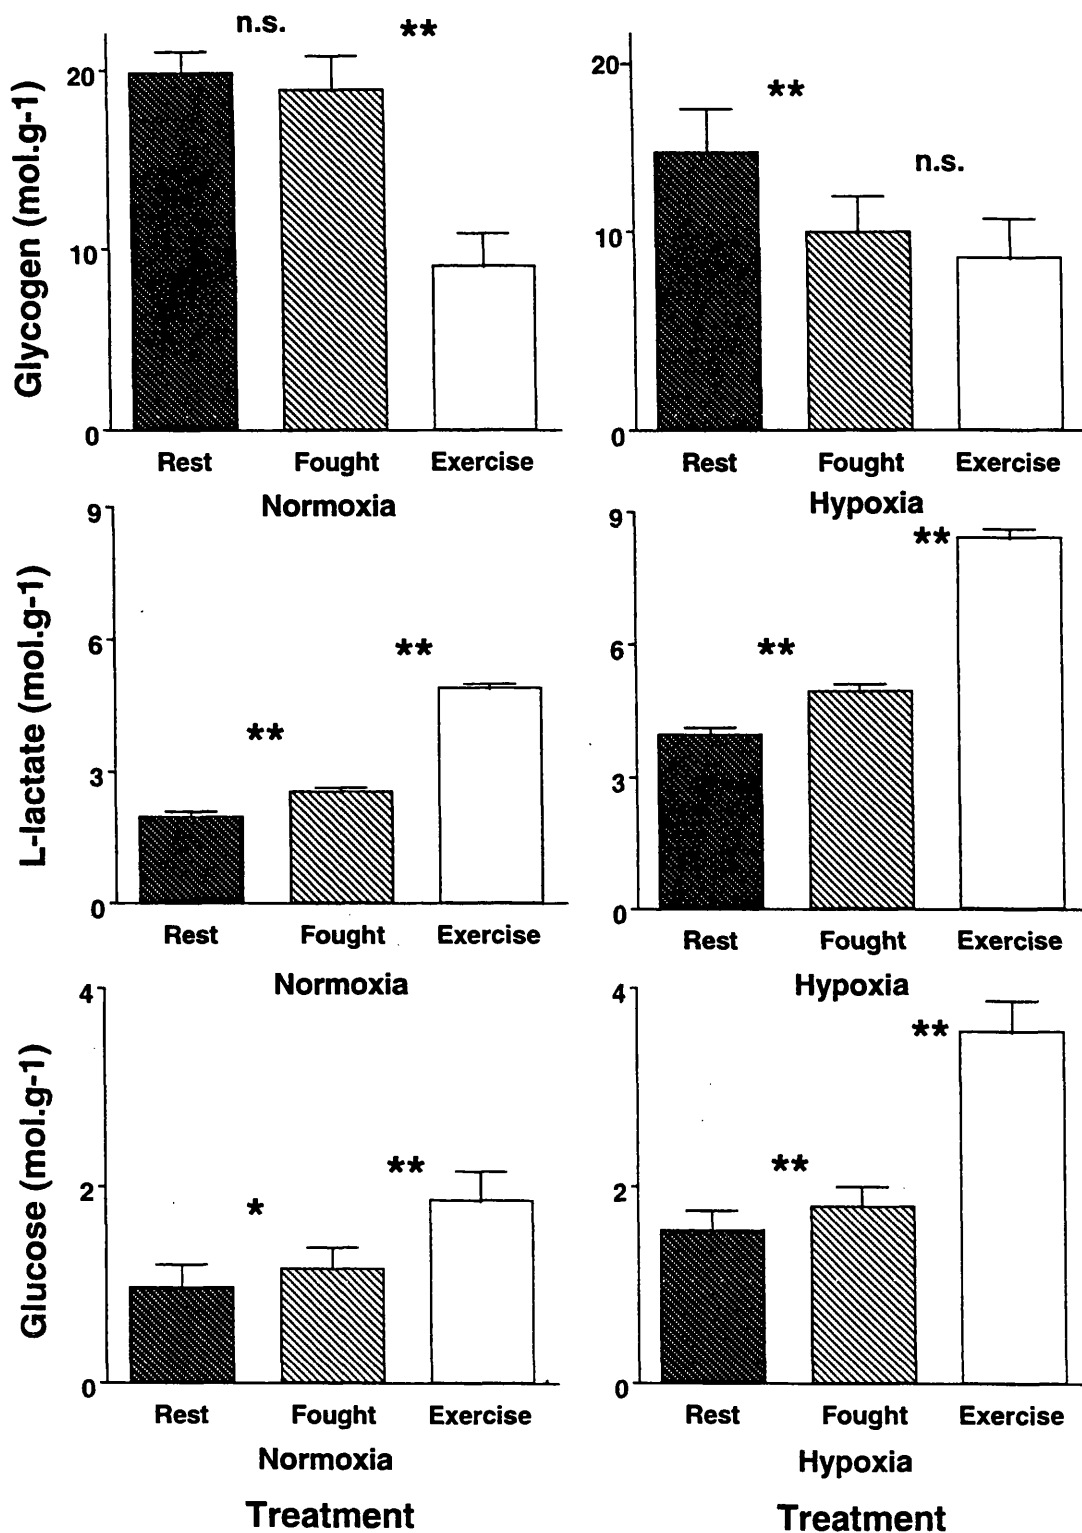 n.s.
**
**
n.s.
Glycogen (mol.g-1)
20
10
0
20
10
0
Rest Fought Exercise
Normoxia
Rest Fought Exercise
Hypoxia
L-lactate (mol.g-1)
9
6
3
0
**
**
9
6
3
0
**
**
Rest Fought Exercise
Normoxia
Rest Fought Exercise
Hypoxia
Glucose (mol.g-1)
4
2
0
*
**
4
2
0
**
**
Rest Fought Exercise
Normoxia
Treatment
Rest Fought Exercise
Hypoxia
Treatment